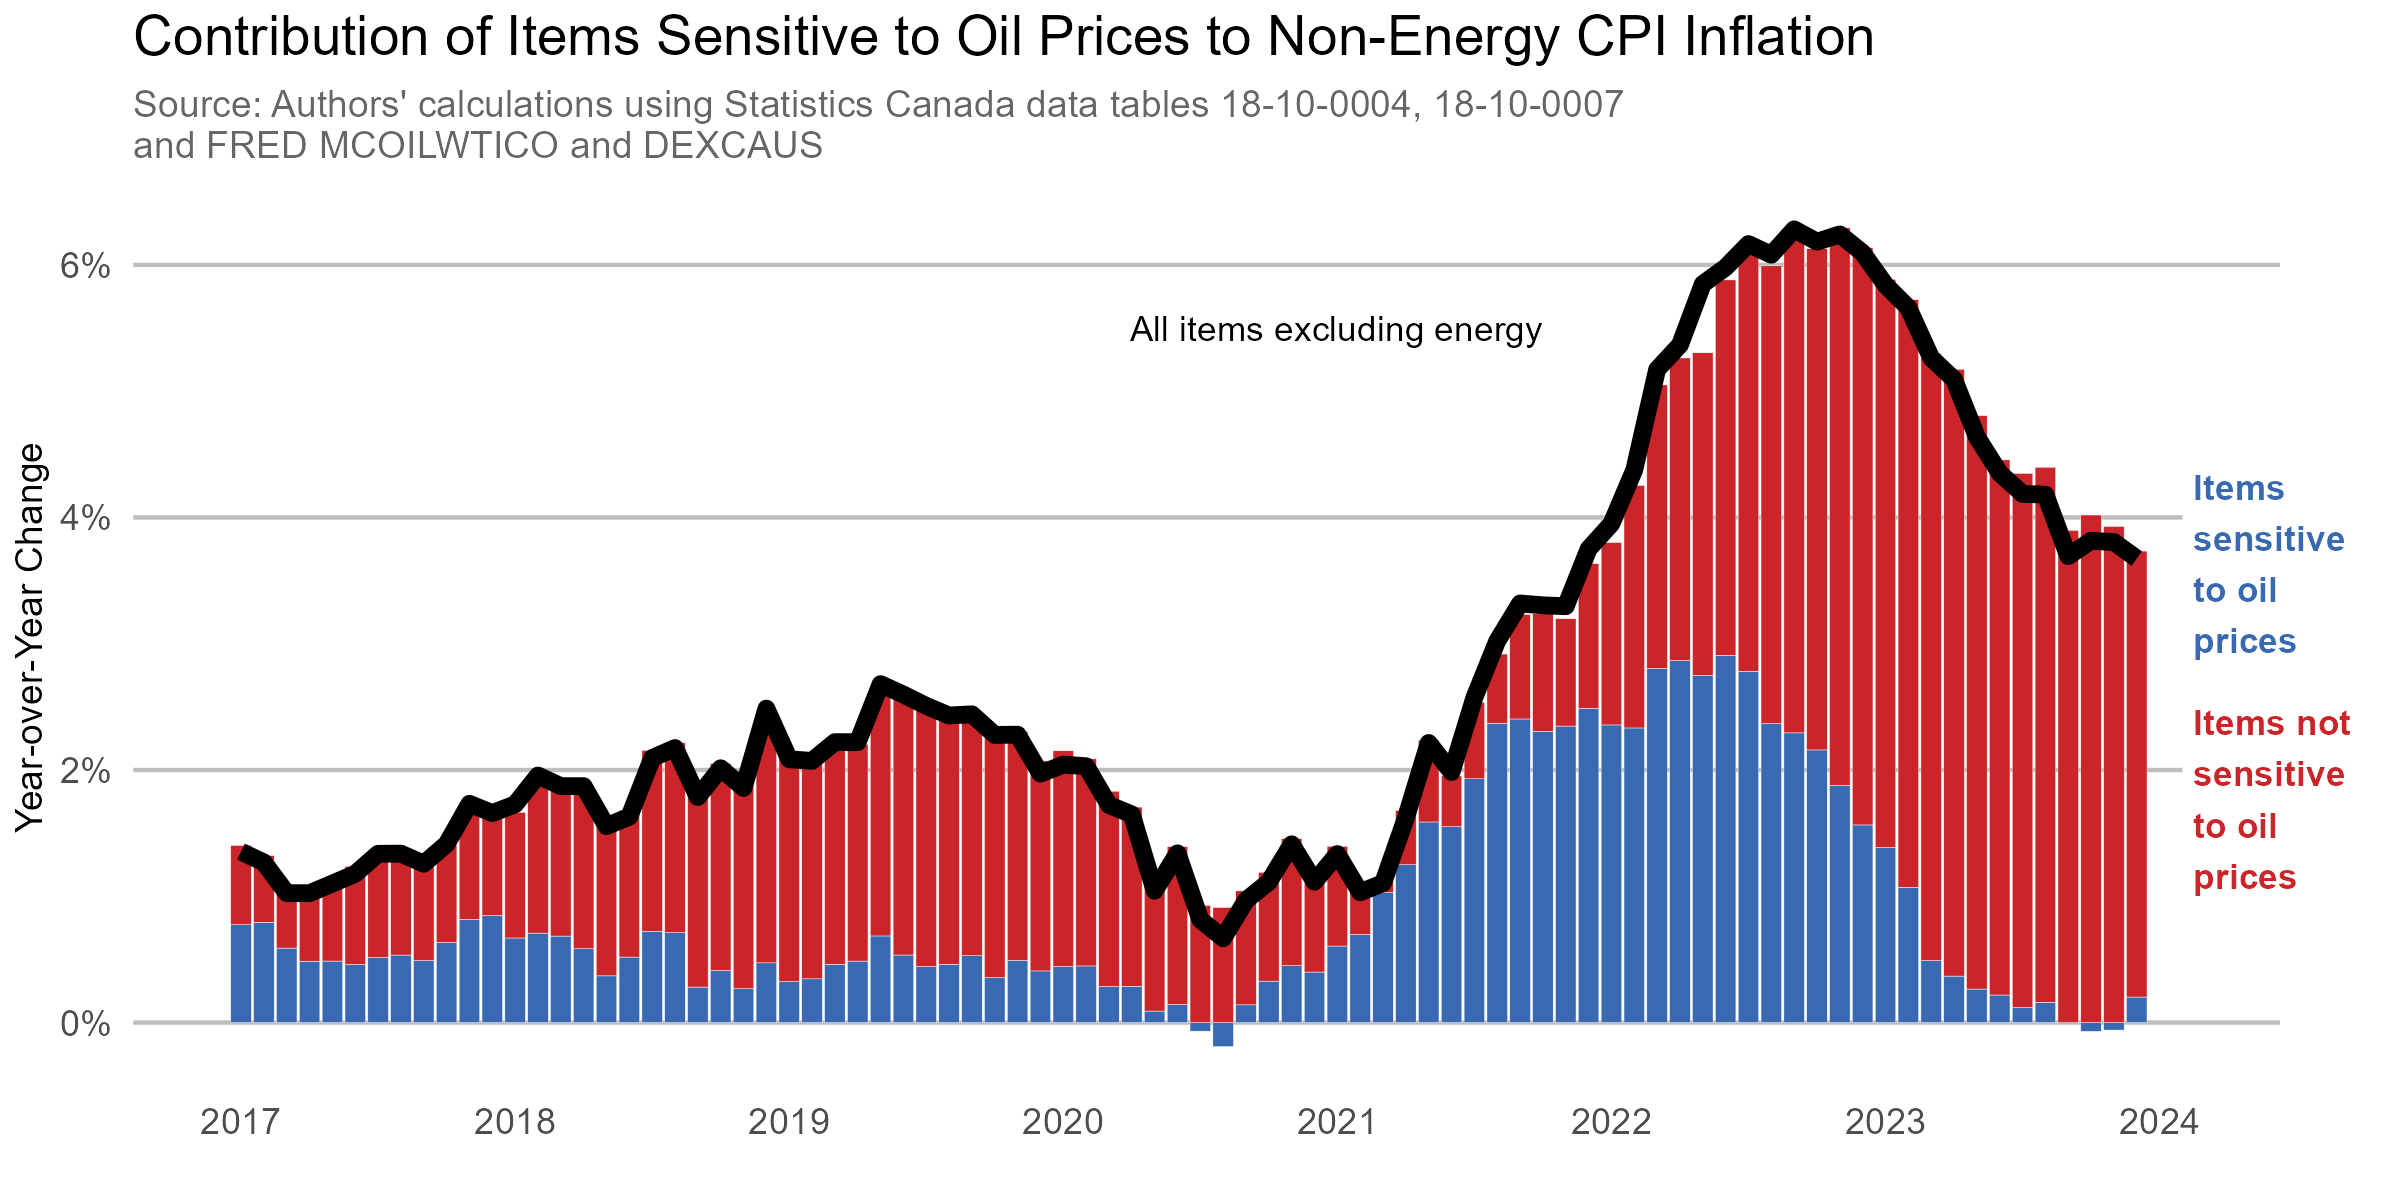 Contribution of Items Sensitive to Oil Prices to Non-Energy CPI Inflation
Source: Authors' calculations using Statistics Canada data tables 18-10-0004, 18-10-0007
and FRED MCOILWTICO and DEXCAUS
Year-over-Year Change
6%
4%
2%
0%
All items excluding energy
Items
sensitive
to oil
prices
Items not
sensitive
to oil
prices
2017
2018
2019
2020
2021
2022
2023
2024